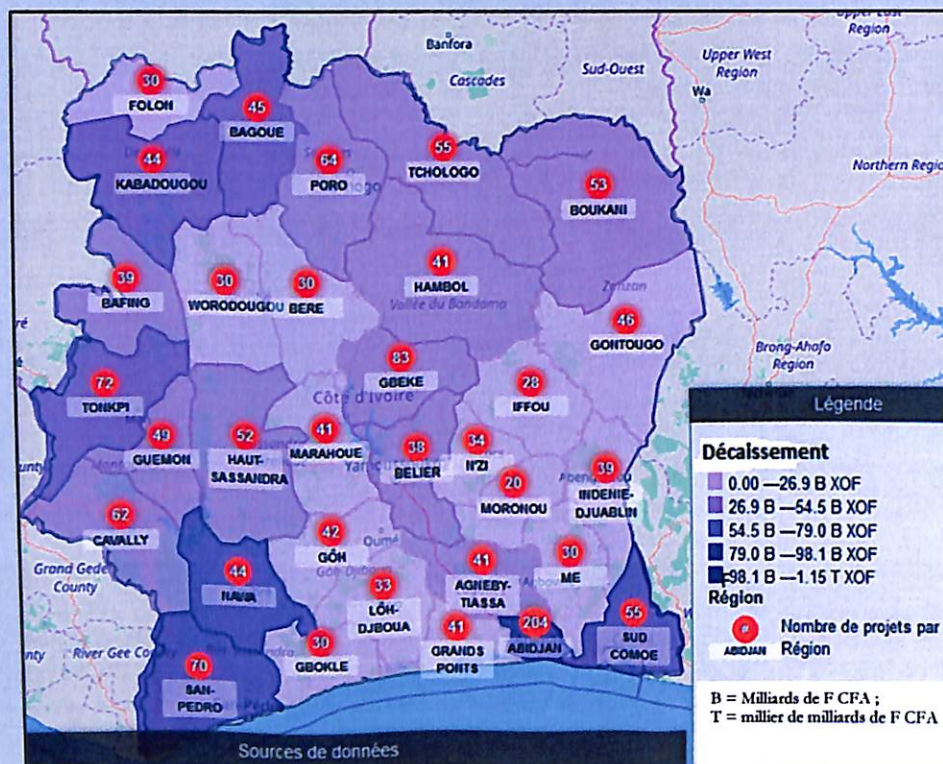 Upper East
Region
Banfora
Upper West
Region
Cascades
Sud-Ouest
Wa
30
FOLON
45
BAGOUE
44
KABADOUGOU
64
PORO
55
TCHOLOGO
53
BOUKANI
Northern Region
39
BAFING
30
WORODOUGOU
30
BERE
41
HAMBOL
Vallée du Bandama
Zanzan
46
GONTOUGO
Brong-Ahafo
Region
83
GBEKE
Côte d'Ivoire
72
TONKPI
28
IFFOU
49
GUEMON
52
HAUT-
SASSANDRA
41
MARAHOUE
38
BELIER
34
N'ZI
39
INDENIE-
DJUABLIN
20
MORONOU
62
CAVALLY
Grand Gedeh
County
42
GÔH
Oumé
44
NAWA
33
LÔH-
DJBOUA
41
AGNEBY-
TIASSA
30
ME
River Gee County
70
SAN-
PEDRO
30
GBOKLE
41
GRANDS
PONTS
204
ABIDJAN
55
SUD
COMOE
Sources de données
Légende
Décaissement
0.00 —26.9 B XOF
26.9 B —54.5 B XOF
54.5 B —79.0 B XOF
79.0 B —98.1 B XOF
98.1 B —1.15 T XOF
Région
# Nombre de projets par
ABIDJAN Région
B = Milliards de F CFA ;
T = millier de milliards de F CFA